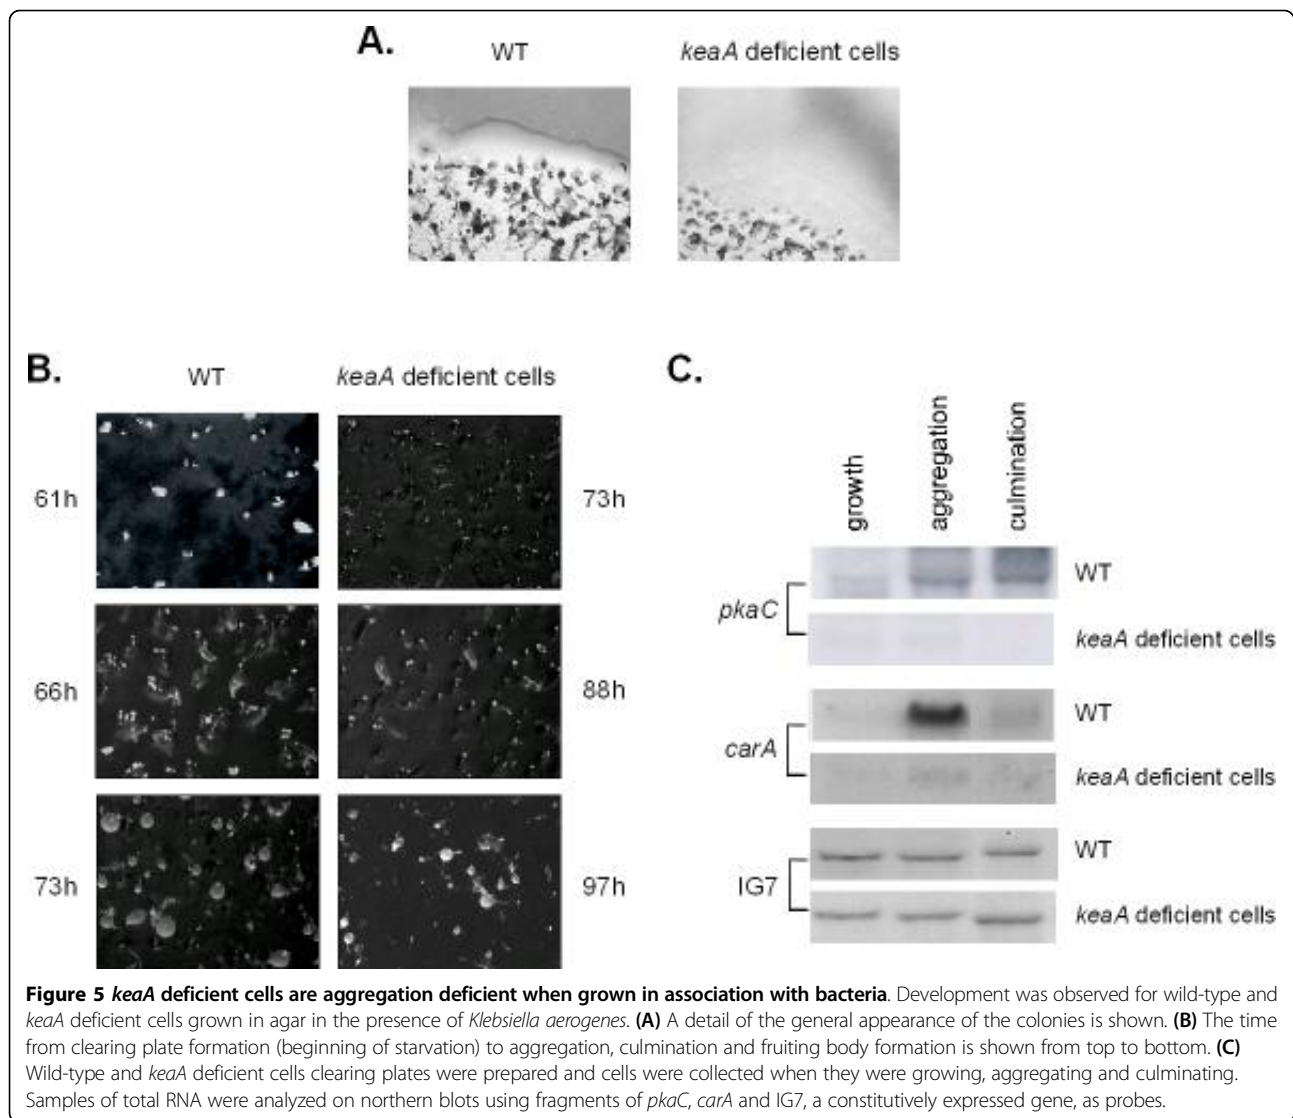 A.
WT
keaA deficient cells
B.
WT
keaA deficient cells
61h
73h
66h
88h
73h
97h
C.
growth
aggregation
culmination
pkaC
WT
keaA deficient cells
carA
WT
keaA deficient cells
IG7
WT
keaA deficient cells
Figure 5 keaA deficient cells are aggregation deficient when grown in association with bacteria. Development was observed for wild-type and
keaA deficient cells grown in agar in the presence of Klebsiella aerogenes. (A) A detail of the general appearance of the colonies is shown. (B) The time
from clearing plate formation (beginning of starvation) to aggregation, culmination and fruiting body formation is shown from top to bottom. (C)
Wild-type and keaA deficient cells clearing plates were prepared and cells were collected when they were growing, aggregating and culminating.
Samples of total RNA were analyzed on northern blots using fragments of pkaC, carA and IG7, a constitutively expressed gene, as probes.